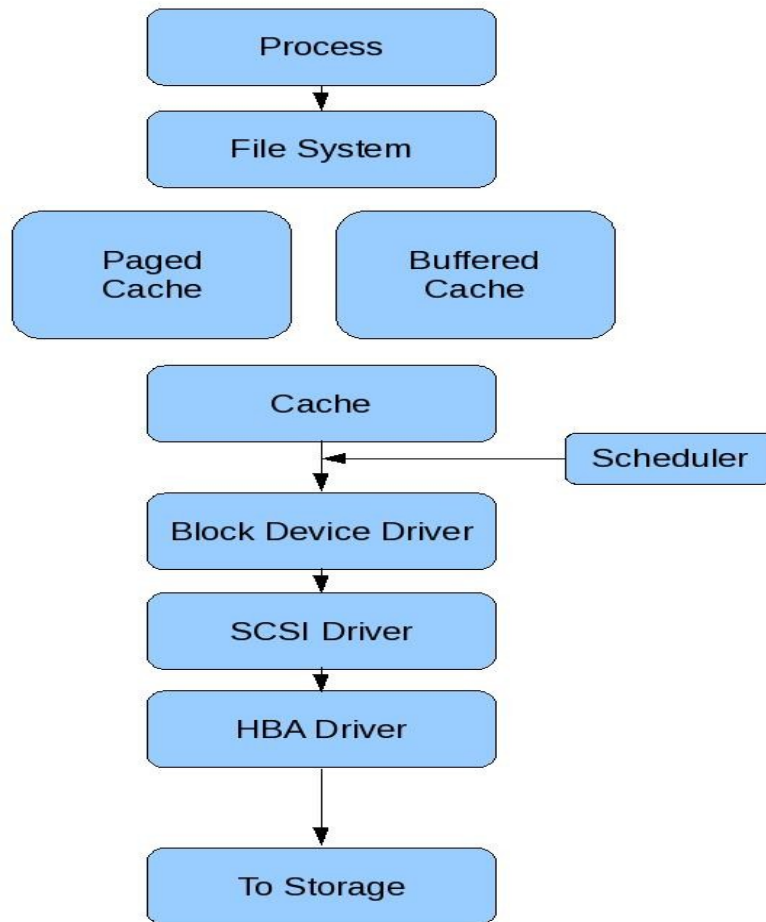 Process
File System
Paged
Cache
Buffered
Cache
Cache
Scheduler
Block Device Driver
SCSI Driver
HBA Driver
To Storage